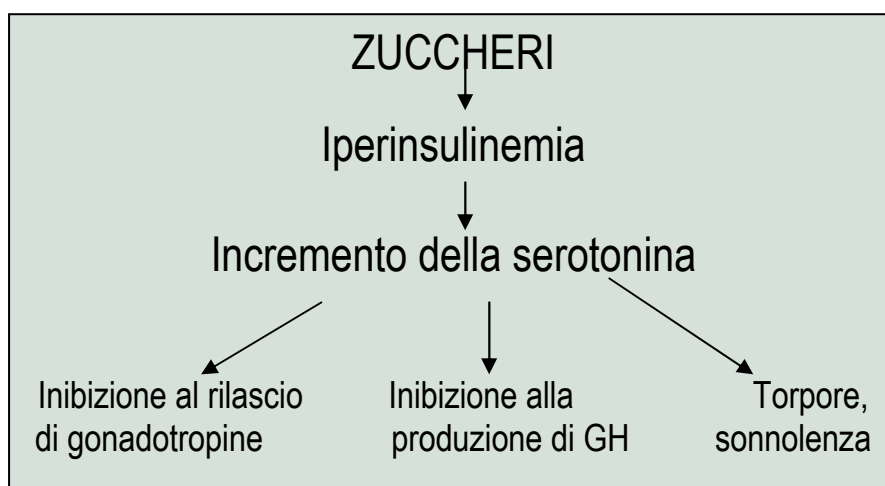 ZUCCHERI
Iperinsulinemia
Incremento della serotonina
Inibizione al rilascio
di gonadotropine
Inibizione alla
produzione di GH
Torpore,
sonnolenza